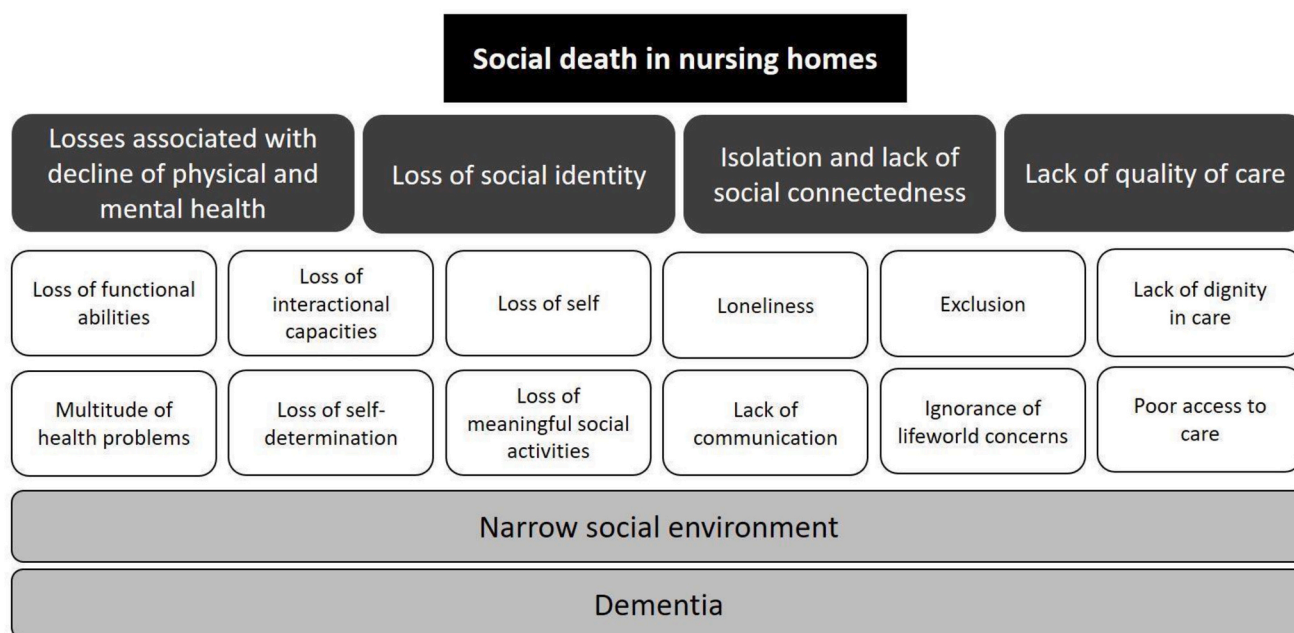 Social death in nursing homes
Losses associated with
decline of physical and
mental health
Loss of social identity
Isolation and lack of
social connectedness
Lack of quality of care
Loss of functional
abilities
Loss of
interactional
capacities
Loss of self
Loneliness
Exclusion
Lack of dignity
in care
Multitude of
health problems
Loss of self-
determination
Loss of
meaningful social
activities
Lack of
communication
Ignorance of
lifeworld concerns
Poor access to
care
Narrow social environment
Dementia